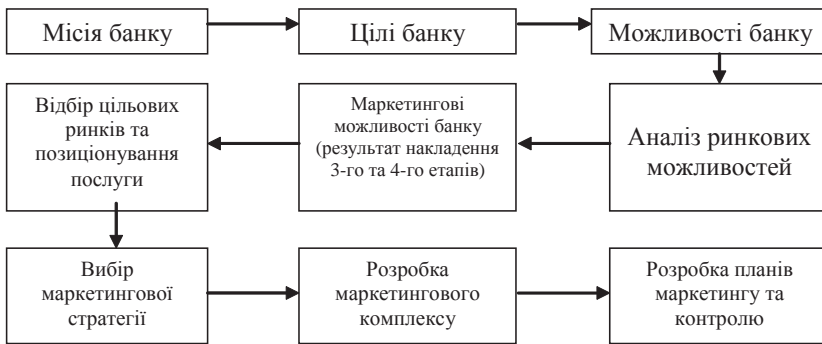 Місія банку
Цілі банку
Можливості банку
Відбір цільових
ринків та
позиціонування
послуги
Маркетингові
можливості банку
(результат накладення
3-го та 4-го етапів)
Аналіз ринкових
можливостей
Вибір
маркетингової
стратегії
Розробка
маркетингового
комплексу
Розробка планів
маркетингу та
контролю